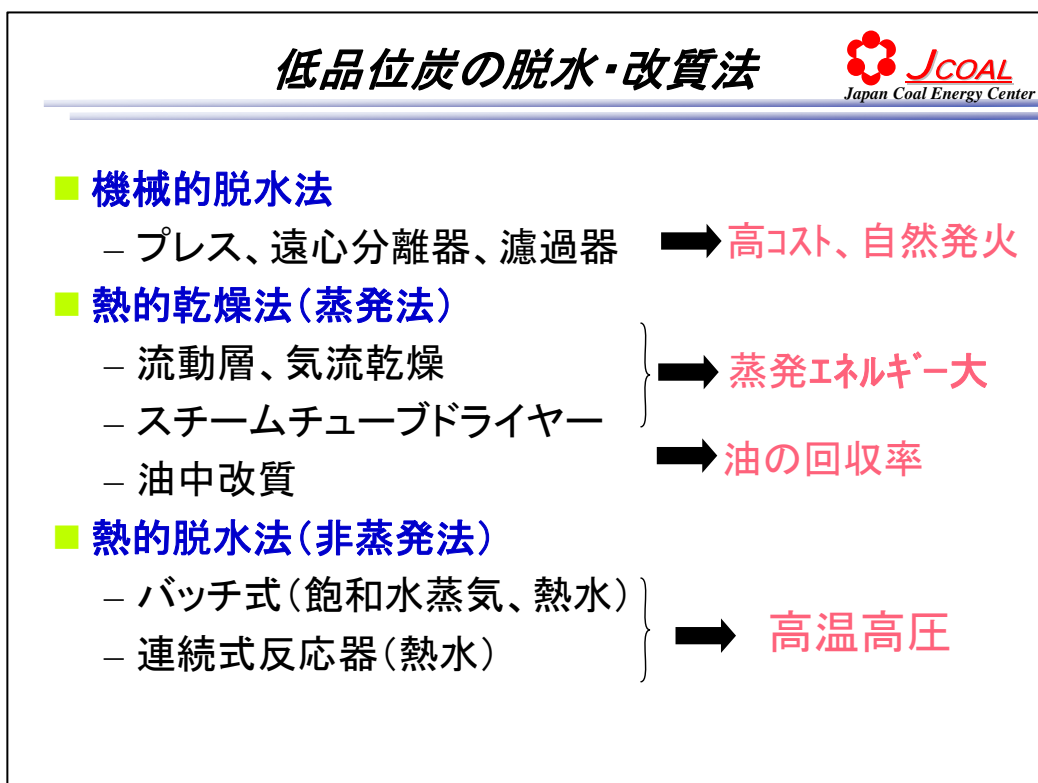 低品位炭の脱水・改質法
JCOAL
Japan Coal Energy Center
機械的脱水法
– プレス、遠心分離器、濾過器
高コスト、自然発火
熱的乾燥法（蒸発法）
– 流動層、気流乾燥
– スチームチューブドライヤー
蒸発エネルギー大
– 油中改質
油の回収率
熱的脱水法（非蒸発法）
– バッチ式（飽和水蒸気、熱水）
– 連続式反応器（熱水）
高温高圧